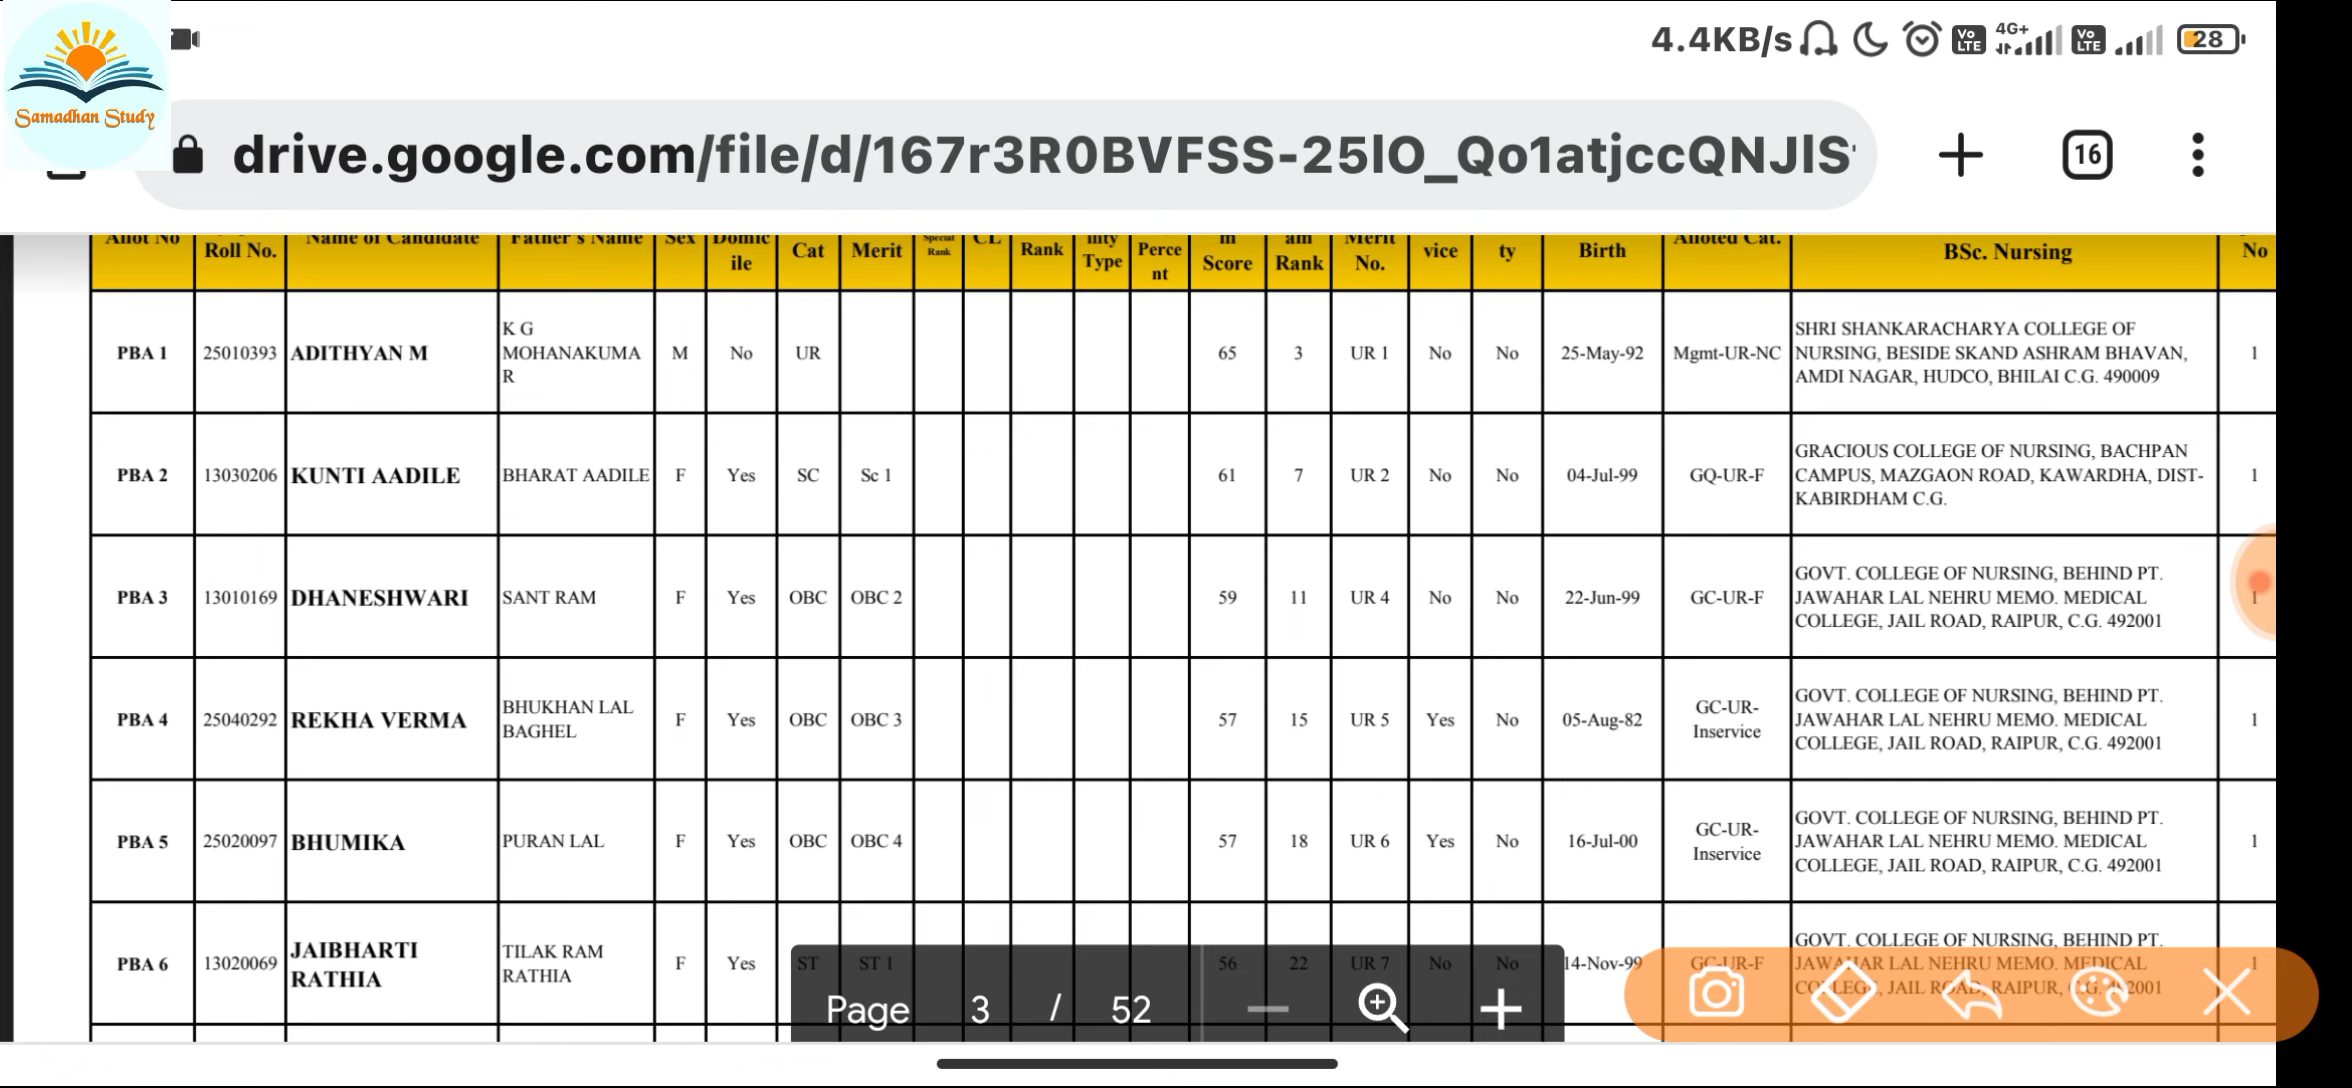 Samadhan Study
4.4KB/s
Vo LTE
4G+
Vo LTE
28
drive.google.com/file/d/167r3R0BVFSS-25lO_Qo1atjccQNJlS
16
Allot No Roll No. Name of Candidate Father's Name Sex Domic ile Cat Merit Special Rank CL Rank Type Perce nt Score Rank Merit No. vice ty Birth Alloted Cat. BSc. Nursing No
PBA 1 25010393 ADITHYAN M K G MOHANAKUMA R M No UR 65 3 UR 1 No No 25-May-92 Mgmt-UR-NC SHRI SHANKARACHARYA COLLEGE OF
NURSING, BESIDE SKAND ASHRAM BHAVAN,
AMDI NAGAR, HUDCO, BHILAI C.G. 490009 1
PBA 2 13030206 KUNTI AADILE BHARAT AADILE F Yes SC Sc 1 61 7 UR 2 No No 04-Jul-99 GQ-UR-F GRACIOUS COLLEGE OF NURSING, BACHPAN
CAMPUS, MAZGAON ROAD, KAWARDHA, DIST-
KABIRDHAM C.G. 1
PBA 3 13010169 DHANESHWARI SANT RAM F Yes OBC OBC 2 59 11 UR 4 No No 22-Jun-99 GC-UR-F GOVT. COLLEGE OF NURSING, BEHIND PT.
JAWAHAR LAL NEHRU MEMO. MEDICAL
COLLEGE, JAIL ROAD, RAIPUR, C.G. 492001 1
PBA 4 25040292 REKHA VERMA BHUKHAN LAL BAGHEL F Yes OBC OBC 3 57 15 UR 5 Yes No 05-Aug-82 GC-UR-Inservice GOVT. COLLEGE OF NURSING, BEHIND PT.
JAWAHAR LAL NEHRU MEMO. MEDICAL
COLLEGE, JAIL ROAD, RAIPUR, C.G. 492001 1
PBA 5 25020097 BHUMIKA PURAN LAL F Yes OBC OBC 4 57 18 UR 6 Yes No 16-Jul-00 GC-UR-Inservice GOVT. COLLEGE OF NURSING, BEHIND PT.
JAWAHAR LAL NEHRU MEMO. MEDICAL
COLLEGE, JAIL ROAD, RAIPUR, C.G. 492001 1
PBA 6 13020069 JAIBHARTI RATHIA TILAK RAM RATHIA F Yes ST ST 1 56 22 UR 7 No No 14-Nov-99 GC-UR-F GOVT. COLLEGE OF NURSING, BEHIND PT.
JAWAHAR LAL NEHRU MEMO. MEDICAL
COLLEGE, JAIL ROAD, RAIPUR, C.G. 492001 1
Page 3 / 52